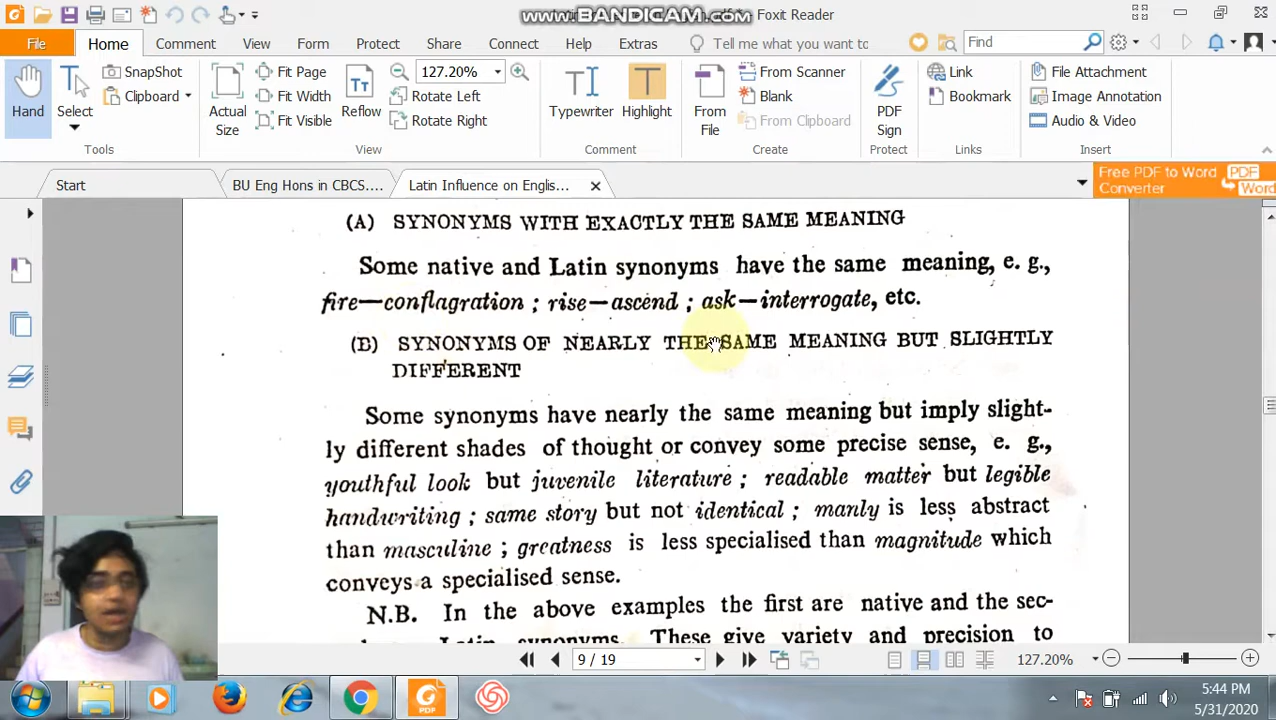 www.BANDICAM.com
Foxit Reader
File
Home
Comment
View
Form
Protect
Share
Connect
Help
Extras
Tell me what you want to
Find
Hand
Select
SnapShot
Clipboard
Tools
Actual
Size
Fit Page
Fit Width
Fit Visible
Reflow
127.20%
Rotate Left
Rotate Right
View
Typewriter
Highlight
Comment
From
File
From Scanner
Blank
From Clipboard
Create
PDF
Sign
Protect
Link
Bookmark
Links
File Attachment
Image Annotation
Audio & Video
Insert
Start
BU Eng Hons in CBCS....
Latin Influence on Englis...
Free PDF to Word
Converter
PDF
Word
(A) SYNONYMS WITH EXACTLY THE SAME MEANING
Some native and Latin synonyms have the same meaning, e. g.,
fire—conflagration ; rise—ascend ; ask—interrogate, etc.
(B) SYNONYMS OF NEARLY THE SAME MEANING BUT SLIGHTLY
DIFFERENT
Some synonyms have nearly the same meaning but imply slight-
ly different shades of thought or convey some precise sense, e. g.,
youthful look but juvenile literature ; readable matter but legible
handwriting ; same story but not identical ; manly is less abstract
than masculine ; greatness is less specialised than magnitude which
conveys a specialised sense.
N.B. In the above examples the first are native and the sec-
Latin synonyms. These give variety and precision to
9 / 19
127.20%
PDF
5:44 PM
5/31/2020